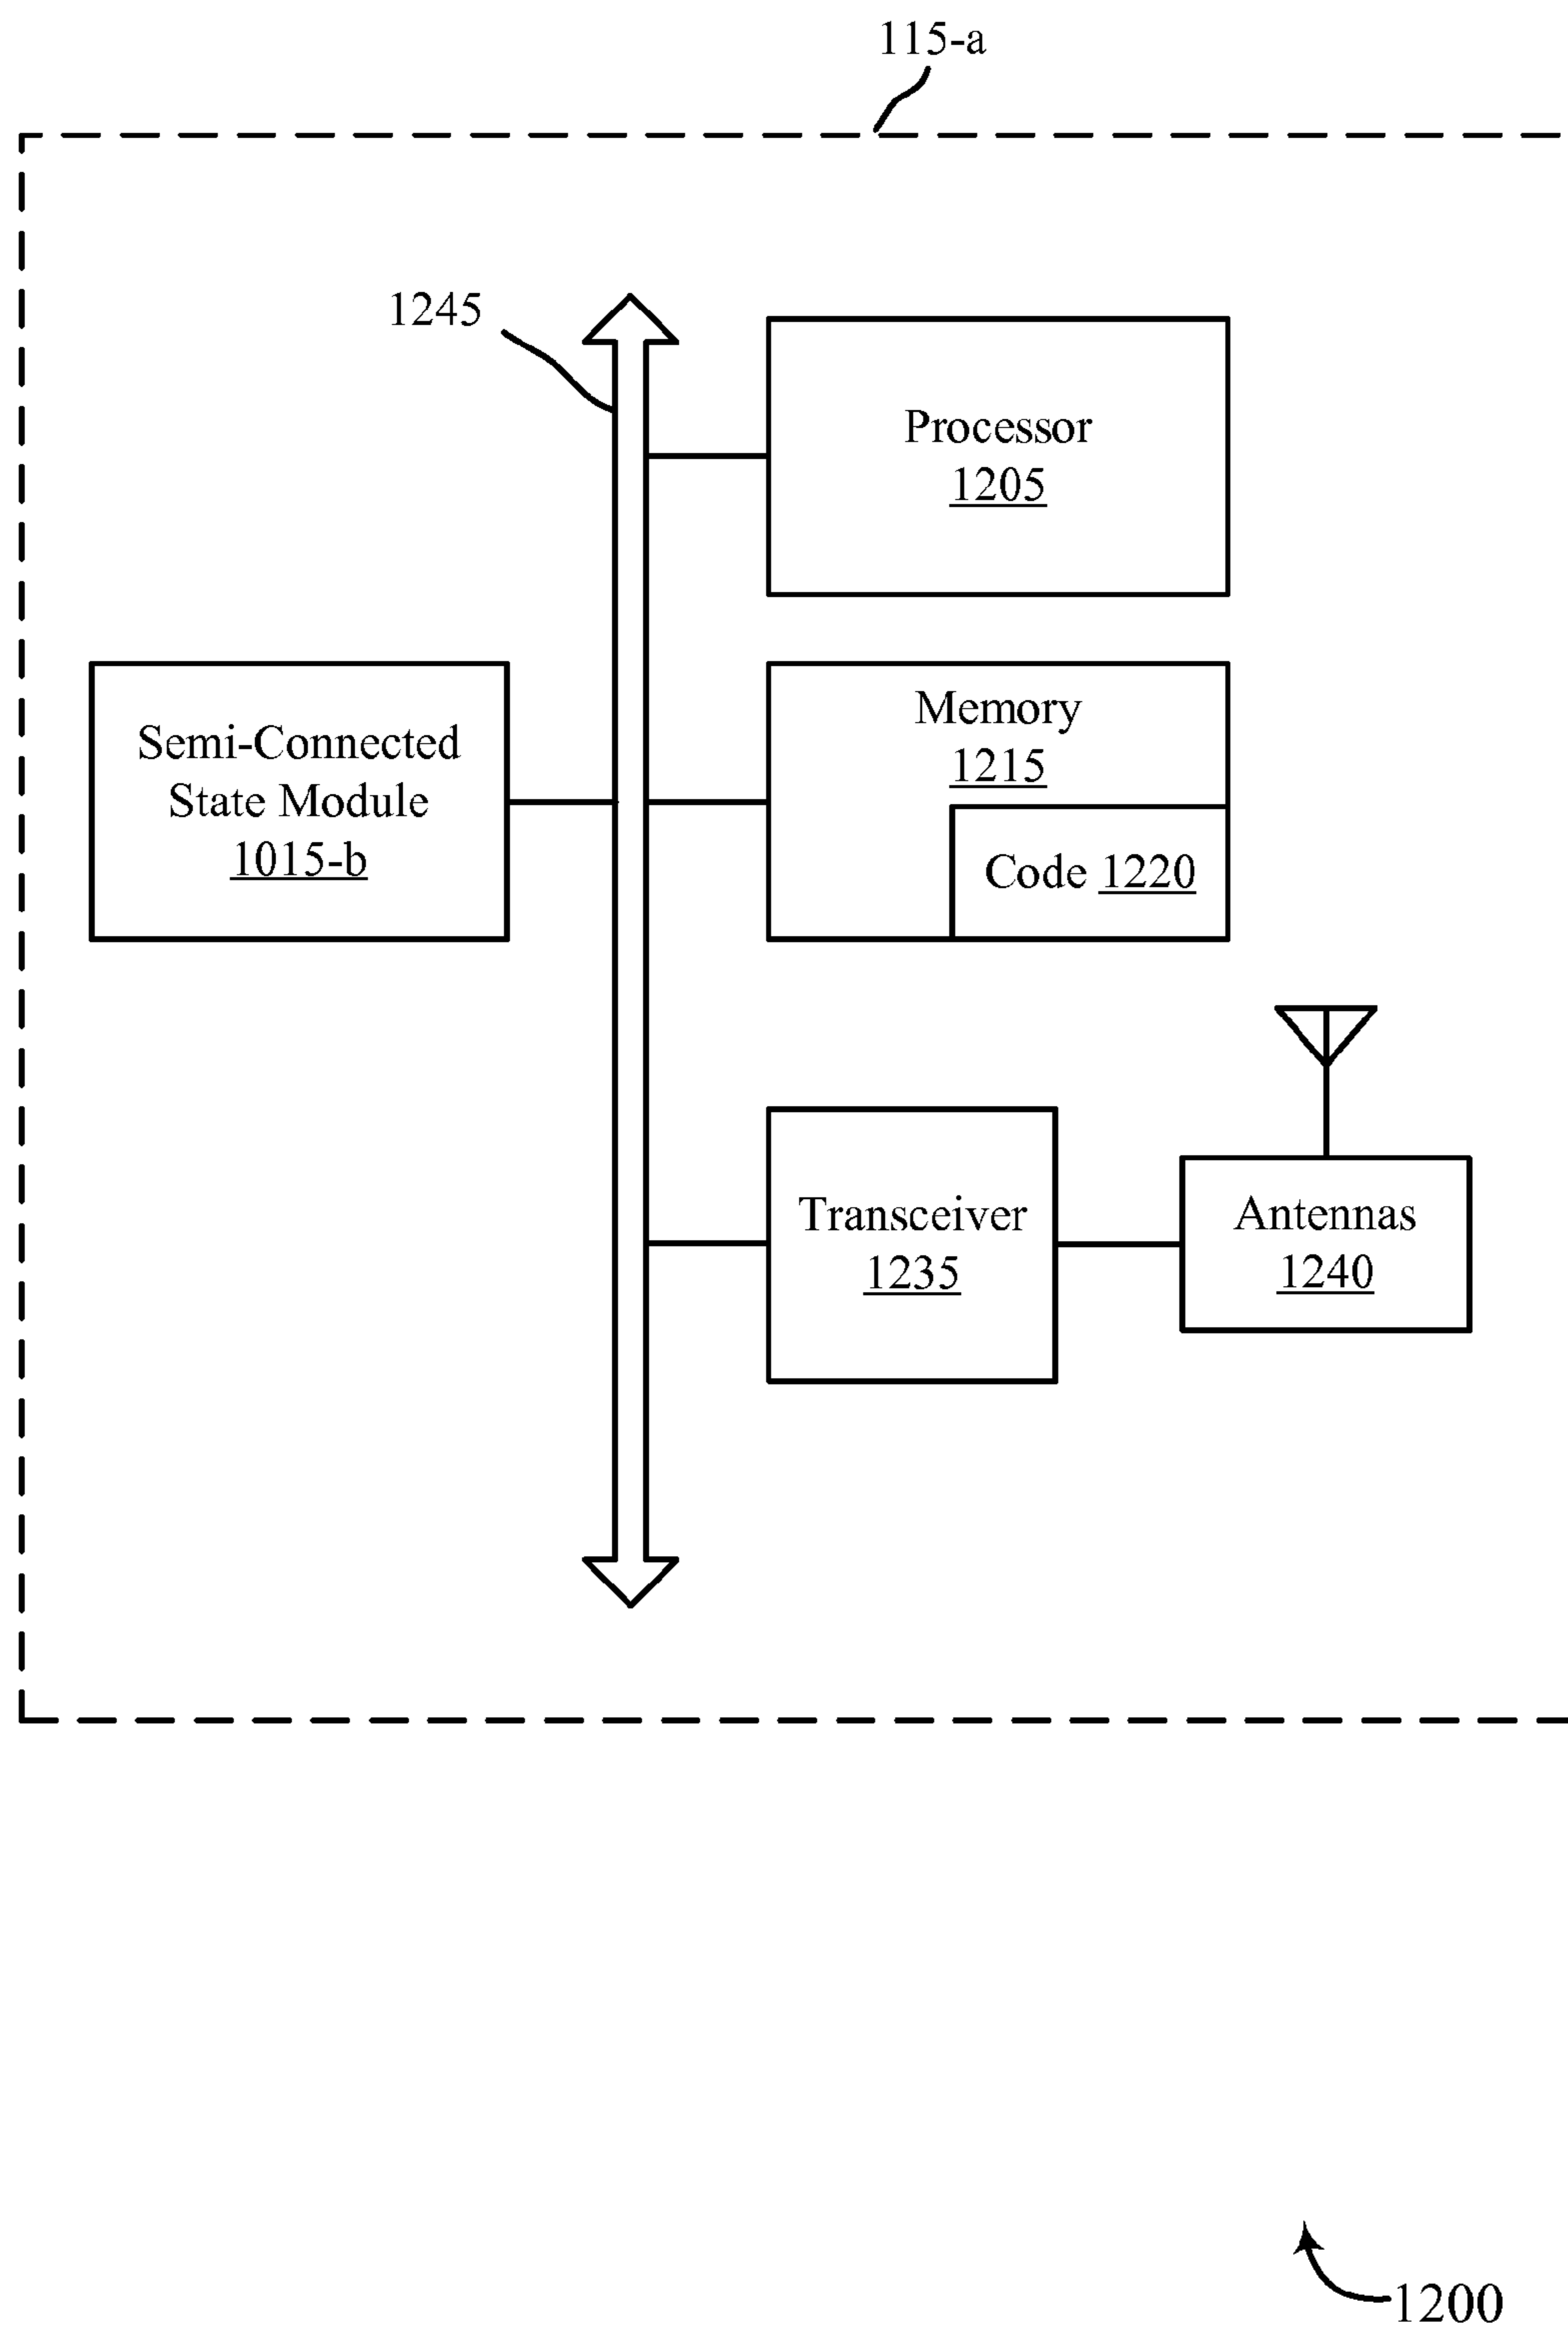 115-a
1245
Processor
1205
Semi-Connected
State Module
1015-b
Memory
1215
Code 1220
Transceiver
1235
Antennas
1240
1200